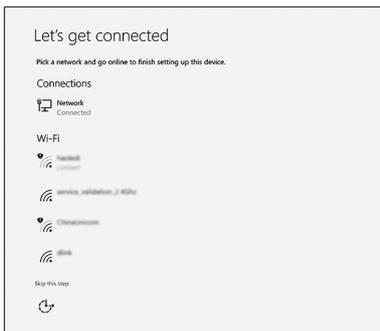 Let's get connected
Pick a network and go online to finish setting up this device.
Connections
Network
Connected
Wi-Fi
Limited
service_validation_2.4Ghz
ChinaUnicom
dlink
Skip this step